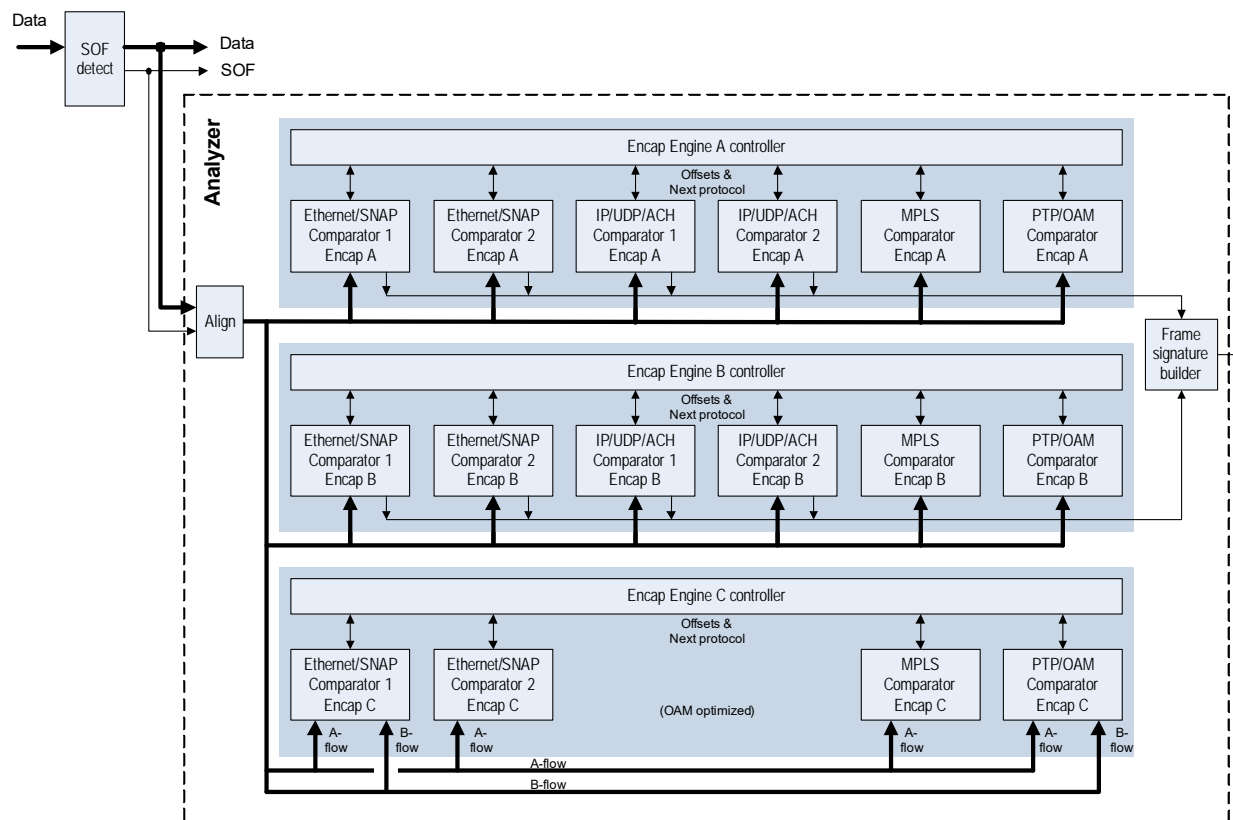 Data
SOF
detect
Data
SOF
Analyzer
Encap Engine A controller
Offsets &
Next protocol
Ethernet/SNAP
Comparator 1
Encap A
Ethernet/SNAP
Comparator 2
Encap A
IP/UDP/ACH
Comparator 1
Encap A
IP/UDP/ACH
Comparator 2
Encap A
MPLS
Comparator
Encap A
PTP/OAM
Comparator
Encap A
Align
Frame
signature
builder
Encap Engine B controller
Offsets &
Next protocol
Ethernet/SNAP
Comparator 1
Encap B
Ethernet/SNAP
Comparator 2
Encap B
IP/UDP/ACH
Comparator 1
Encap B
IP/UDP/ACH
Comparator 2
Encap B
MPLS
Comparator
Encap B
PTP/OAM
Comparator
Encap B
Encap Engine C controller
Offsets &
Next protocol
Ethernet/SNAP
Comparator 1
Encap C
Ethernet/SNAP
Comparator 2
Encap C
(OAM optimized)
MPLS
Comparator
Encap C
PTP/OAM
Comparator
Encap C
A-
flow
B-
flow
A-
flow
A-
flow
A-
flow
B-
flow
A-flow
B-flow